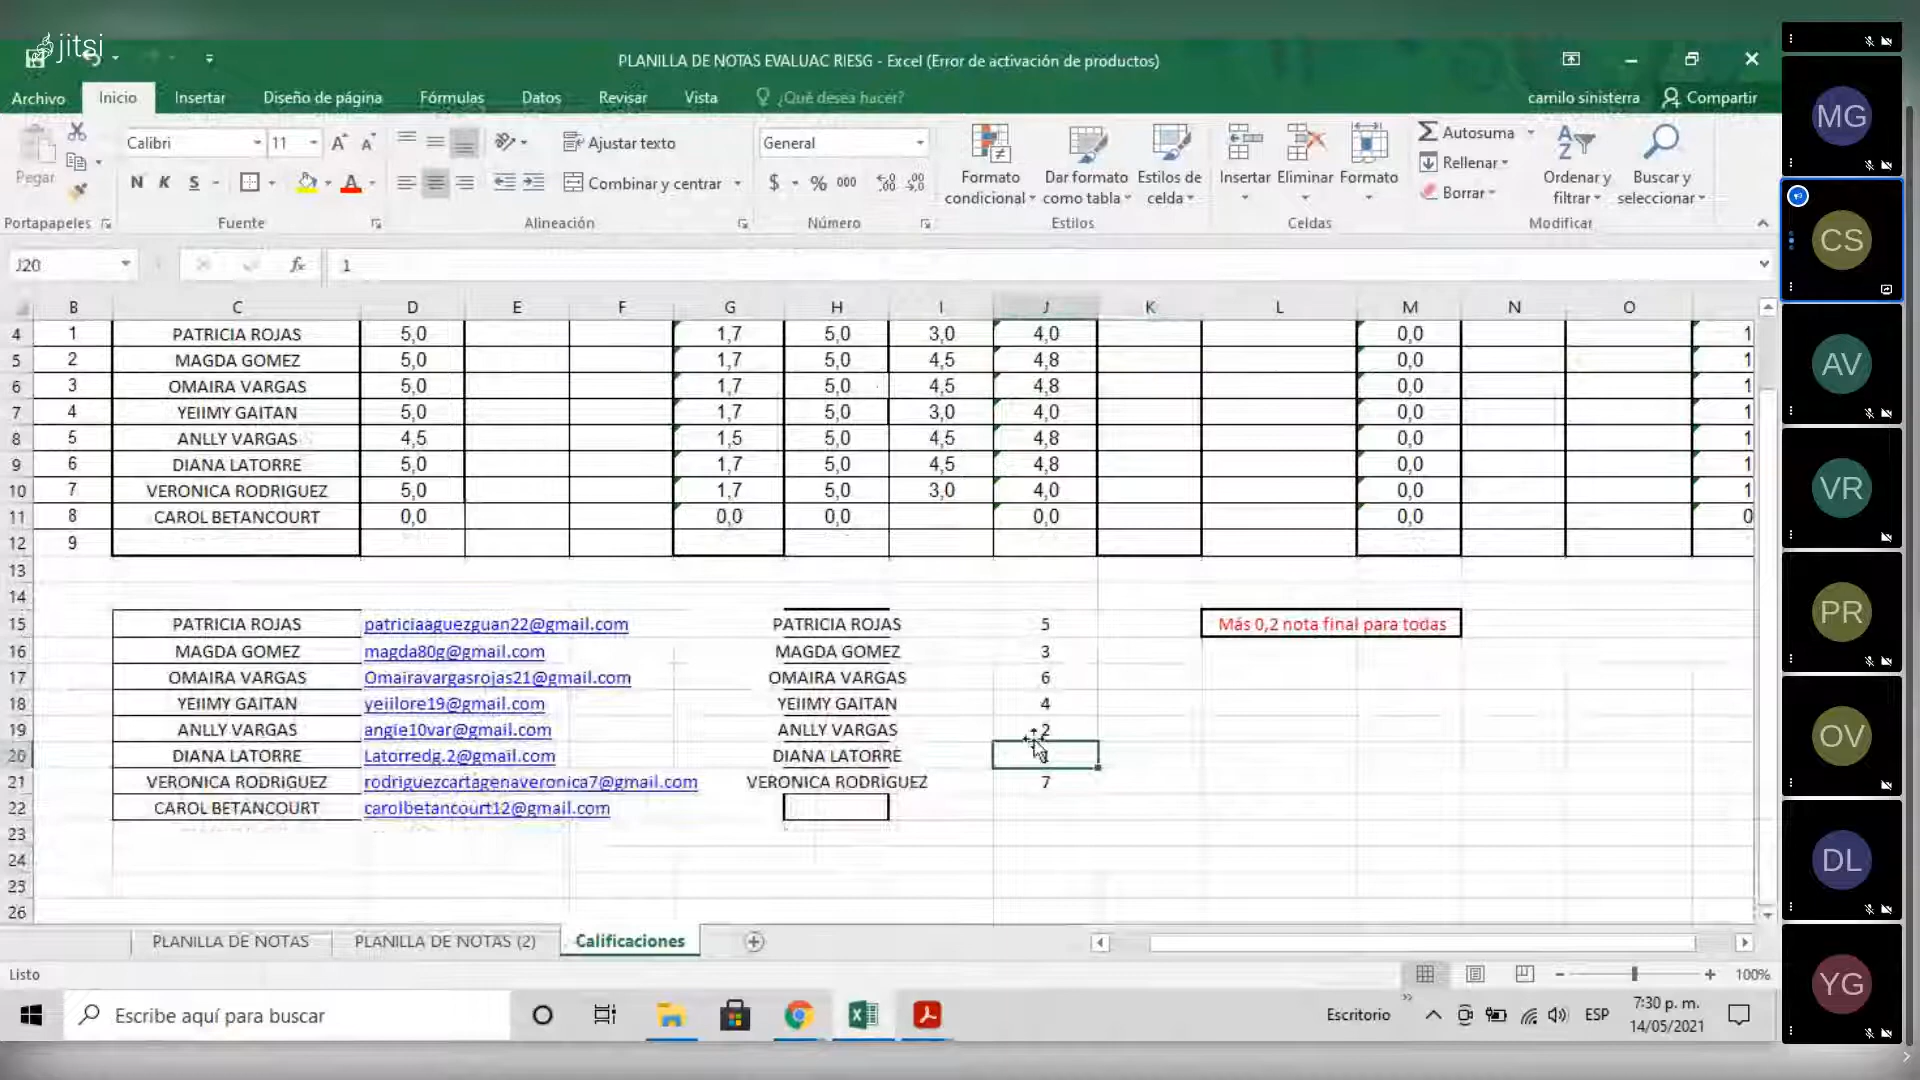 jitsi
PLANILLA DE NOTAS EVALUAC RIESG - Excel (Error de activación de productos)
Archivo Inicio Insertar Diseño de página Fórmulas Datos Revisar Vista ¿Qué desea hacer? camilo sinisterra Compartir
Pegar Calibri 11 Ajustar texto General Formato condicional Dar formato como tabla Estilos de celda Insertar Eliminar Formato Autosuma Ordenar y filtrar Buscar y seleccionar
N K S Combinar y centrar $ % 000 Rellenar
Borrar
Portapapeles Fuente Alineación Número Estilos Celdas Modificar
J20 fx 1
B C D E F G H I J K L M N O
4 1 PATRICIA ROJAS 5,0 1,7 5,0 3,0 4,0 0,0 1
5 2 MAGDA GOMEZ 5,0 1,7 5,0 4,5 4,8 0,0 1
6 3 OMAIRA VARGAS 5,0 1,7 5,0 4,5 4,8 0,0 1
7 4 YEIIMY GAITAN 5,0 1,7 5,0 3,0 4,0 0,0 1
8 5 ANLLY VARGAS 4,5 1,5 5,0 4,5 4,8 0,0 1
9 6 DIANA LATORRE 5,0 1,7 5,0 4,5 4,8 0,0 1
10 7 VERONICA RODRIGUEZ 5,0 1,7 5,0 3,0 4,0 0,0 1
11 8 CAROL BETANCOURT 0,0 0,0 0,0 0,0 0,0 0
12 9
13
14
15 PATRICIA ROJAS patriciaaguezguan22@gmail.com PATRICIA ROJAS 5 Más 0,2 nota final para todas
16 MAGDA GOMEZ magda80g@gmail.com MAGDA GOMEZ 3
17 OMAIRA VARGAS Omairavargasrojas21@gmail.com OMAIRA VARGAS 6
18 YEIIMY GAITAN yeiilore19@gmail.com YEIIMY GAITAN 4
19 ANLLY VARGAS angie10var@gmail.com ANLLY VARGAS 2
20 DIANA LATORRE Latorredg.2@gmail.com DIANA LATORRE
21 VERONICA RODRIGUEZ rodriguezcartagenaveronica7@gmail.com VERONICA RODRIGUEZ 7
22 CAROL BETANCOURT carolbetancourt12@gmail.com
23
24
25
26
PLANILLA DE NOTAS PLANILLA DE NOTAS (2) Calificaciones
Listo 100%
Escribe aquí para buscar Escritorio ESP 7:30 p. m.
14/05/2021
MG
CS
AV
VR
PR
OV
DL
YG